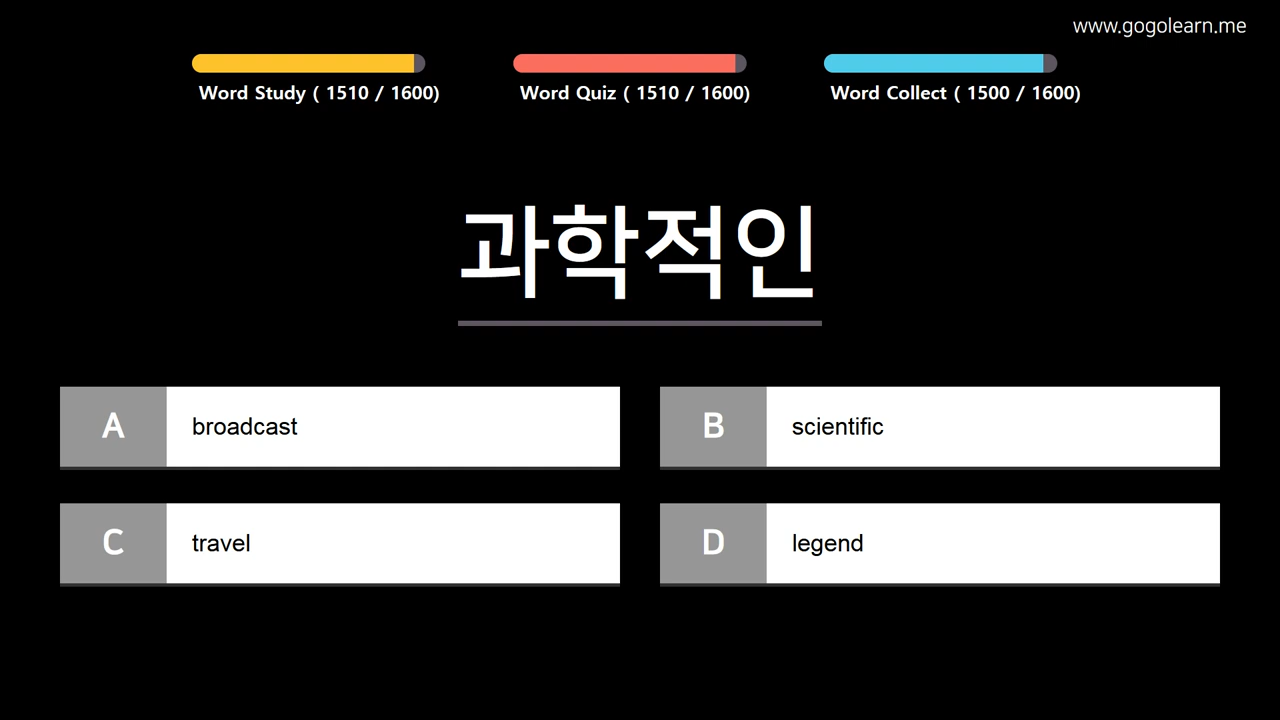 www.gogolearn.me
Word Study ( 1510 / 1600)
Word Quiz ( 1510 / 1600)
Word Collect ( 1500 / 1600)
과학적인
A broadcast
B scientific
C travel
D legend